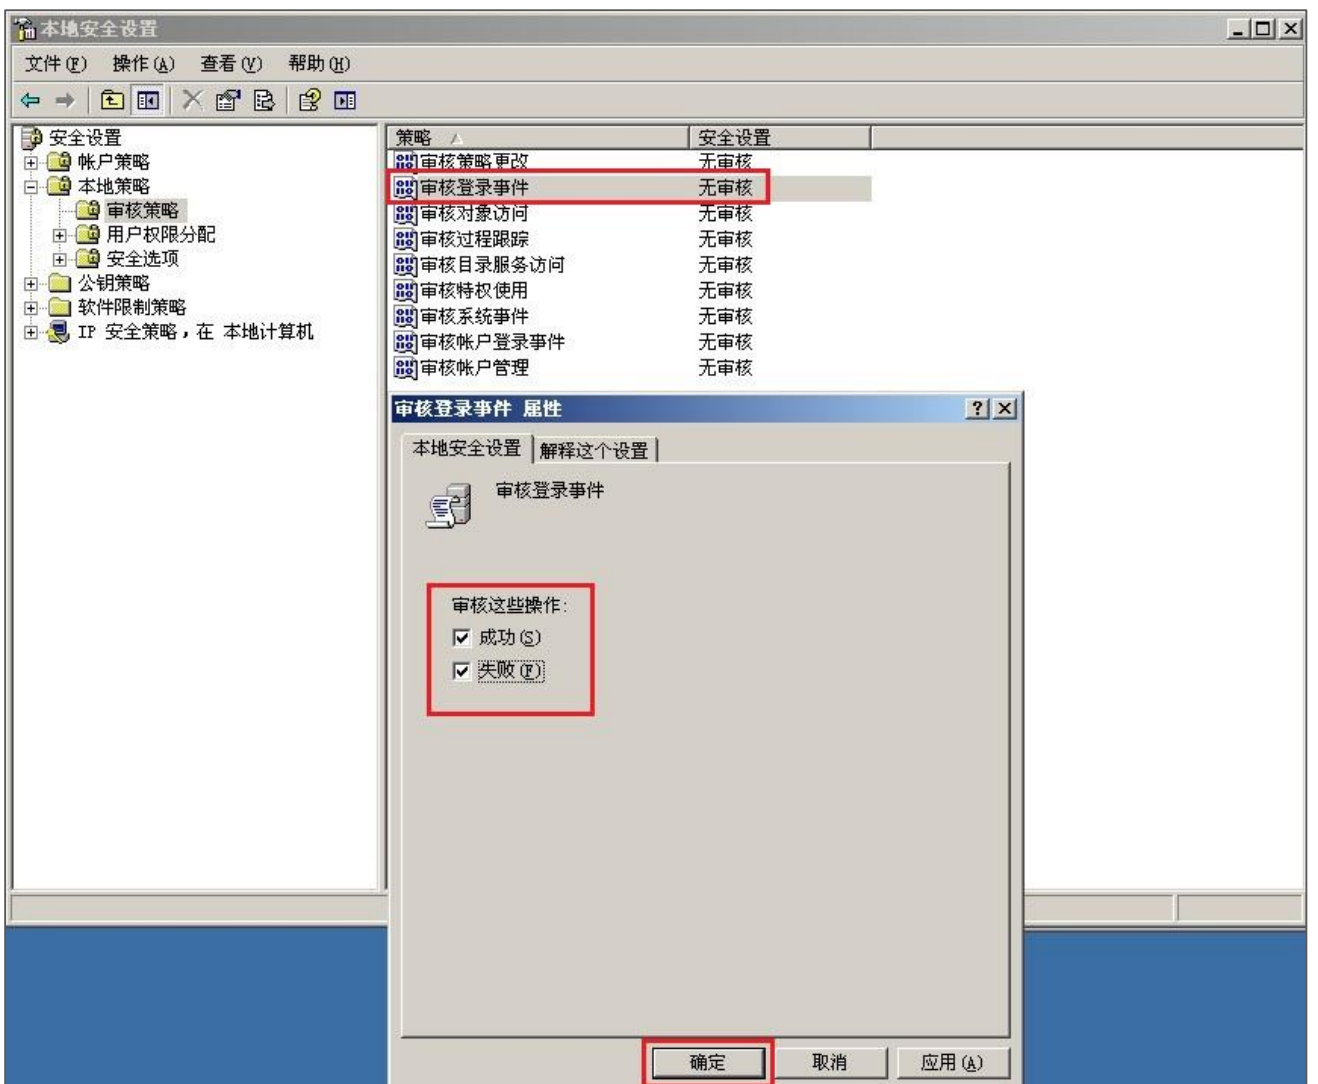 本地安全设置
文件(F) 操作(A) 查看(V) 帮助(H)
安全设置
帐户策略
本地策略
审核策略
用户权限分配
安全选项
公钥策略
软件限制策略
IP 安全策略，在 本地计算机
策略 安全设置
审核策略更改 无审核
审核登录事件 无审核
审核对象访问 无审核
审核过程跟踪 无审核
审核目录服务访问 无审核
审核特权使用 无审核
审核系统事件 无审核
审核帐户登录事件 无审核
审核帐户管理 无审核
审核登录事件 属性
本地安全设置 解释这个设置
审核登录事件
审核这些操作:
成功(S)
失败(F)
确定 取消 应用(A)